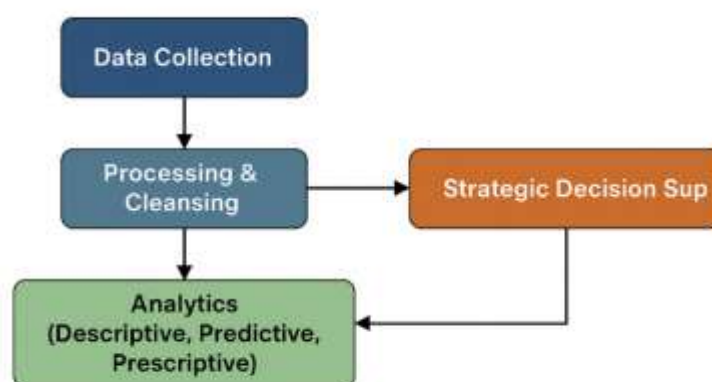 Data Collection
Processing &
Cleansing
Strategic Decision Sup
Analytics
(Descriptive, Predictive,
Prescriptive)